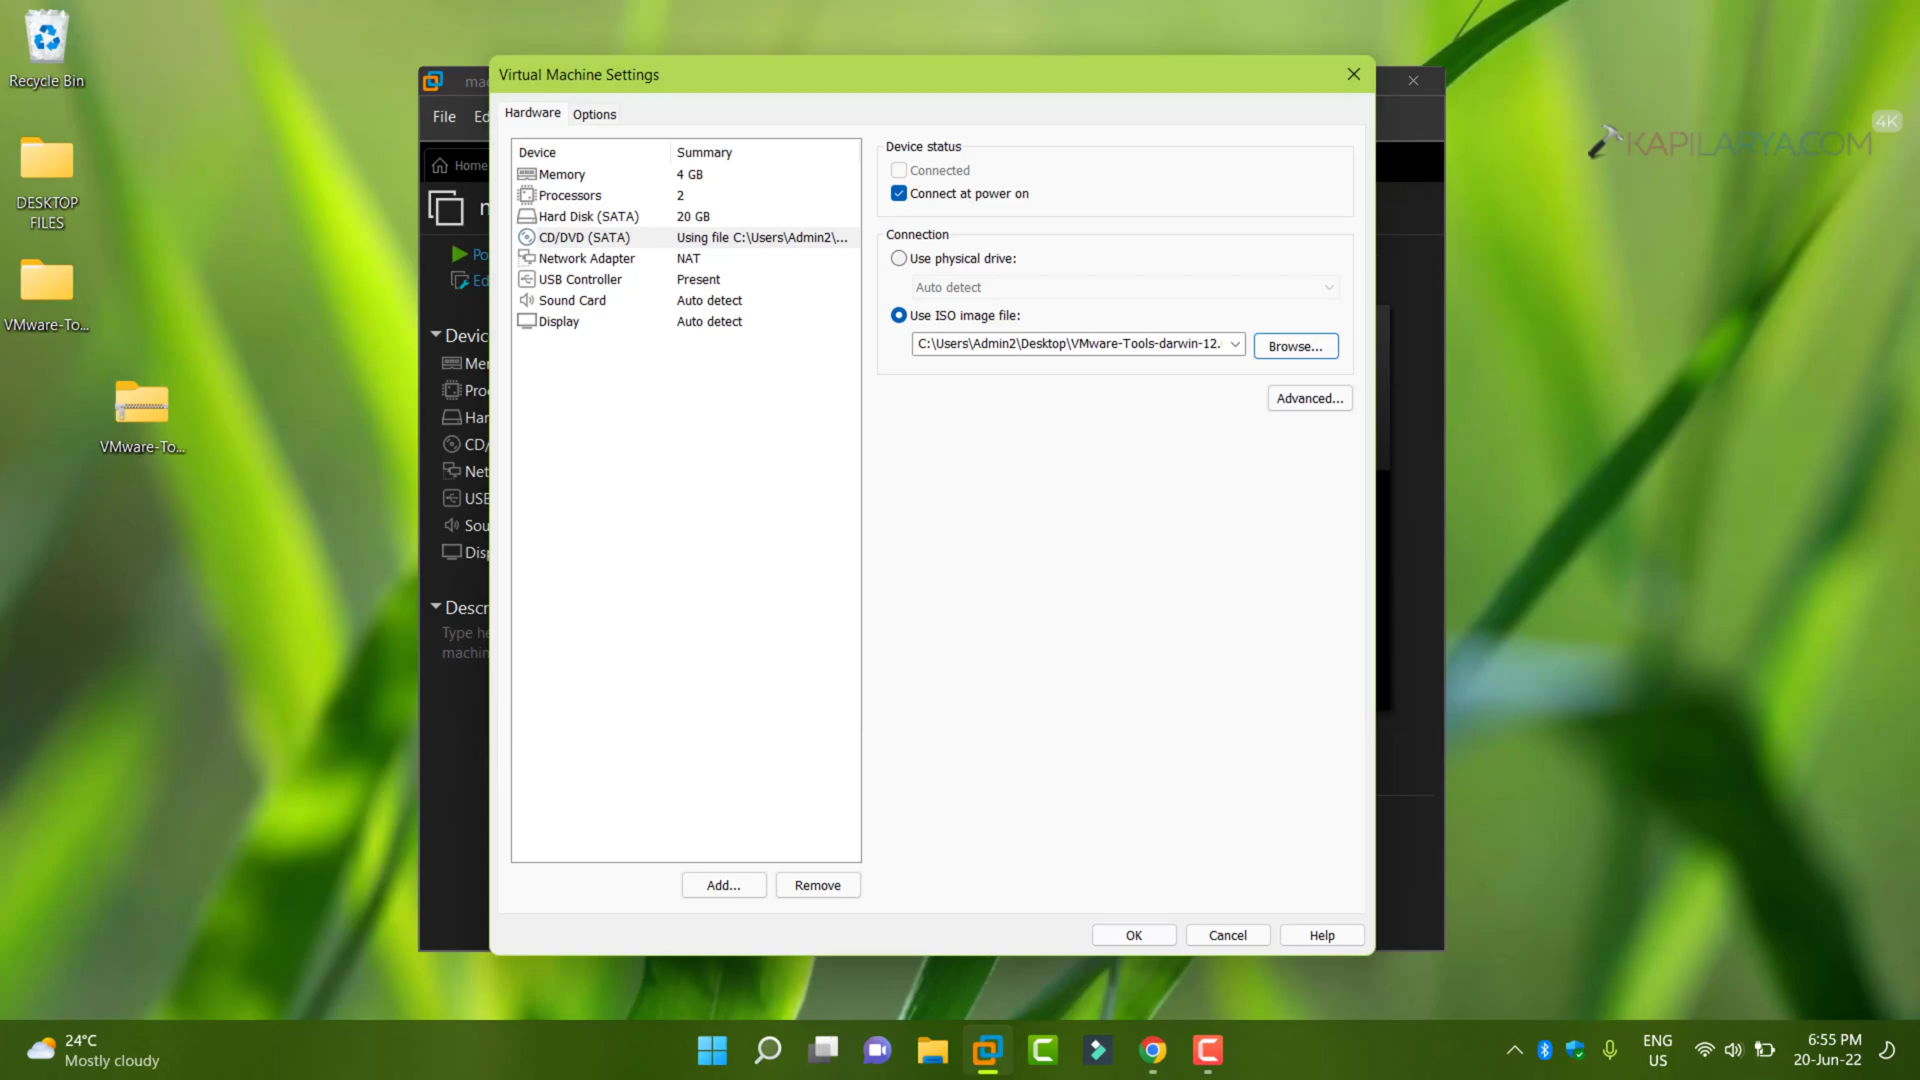 Recycle Bin
DESKTOP
FILES
VMware-To...
VMware-To...
KAPILARYA.COM
4K
File
Home
Type
Virtual Machine Settings
Hardware
Options
Device
Summary
Memory
4 GB
Processors
2
Hard Disk (SATA)
20 GB
CD/DVD (SATA)
Using file C:\Users\Admin2\...
Network Adapter
NAT
USB Controller
Present
Sound Card
Auto detect
Display
Auto detect
Add...
Remove
Device status
Connected
Connect at power on
Connection
Use physical drive:
Auto detect
Use ISO image file:
C:\Users\Admin2\Desktop\VMware-Tools-darwin-12.
Browse...
Advanced...
OK
Cancel
Help
24°C
Mostly cloudy
ENG
US
6:55 PM
20-Jun-22